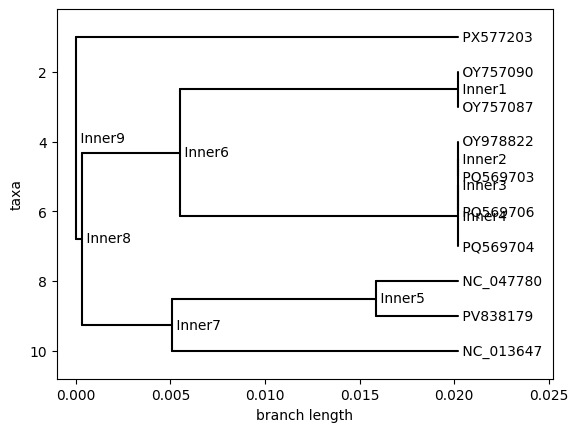 PX577203
OY757090
Inner1
OY757087
OY978822
Inner2
PQ569703
Inner3
PQ569706
Inner4
PQ569704
NC_047780
Inner5
PV838179
NC_013647
Inner9
Inner6
Inner8
Inner7
taxa
2
4
6
8
10
0.000 0.005 0.010 0.015 0.020 0.025
branch length